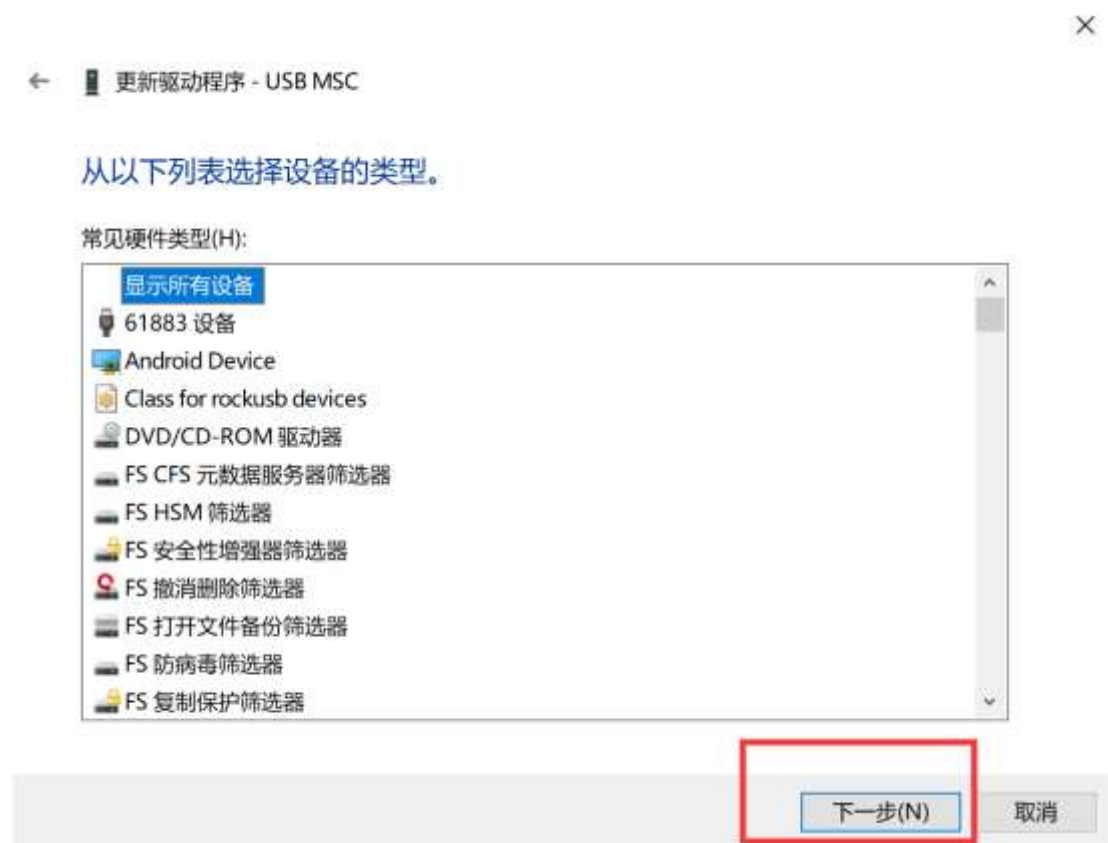 更新驱动程序 - USB MSC
从以下列表选择设备的类型。
常见硬件类型(H):
显示所有设备
61883 设备
Android Device
Class for rockusb devices
DVD/CD-ROM 驱动器
FS CFS 元数据服务器筛选器
FS HSM 筛选器
FS 安全性增强器筛选器
FS 撤消删除筛选器
FS 打开文件备份筛选器
FS 防病毒筛选器
FS 复制保护筛选器
下一步(N) 取消